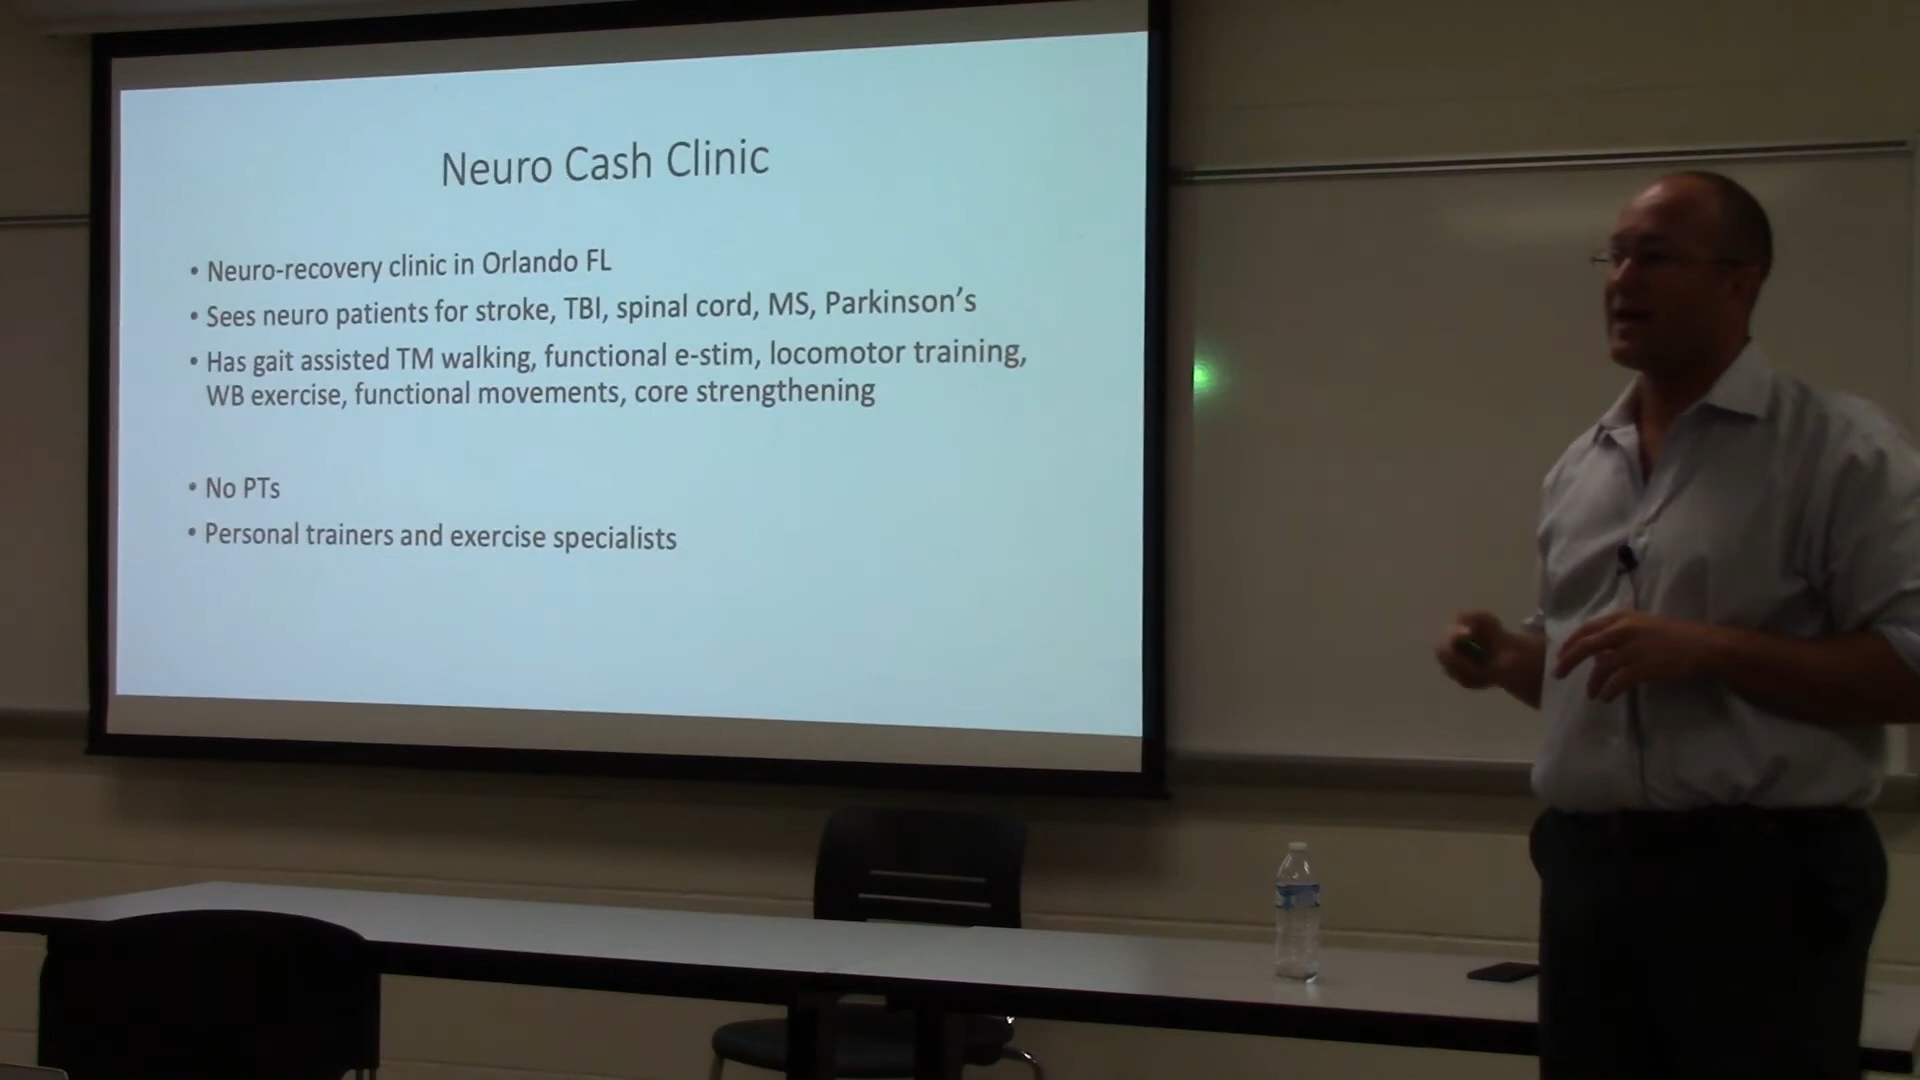 Neuro Cash Clinic
• Neuro-recovery clinic in Orlando FL
• Sees neuro patients for stroke, TBI, spinal cord, MS, Parkinson's
• Has gait assisted TM walking, functional e-stim, locomotor training,
WB exercise, functional movements, core strengthening
• No PTs
• Personal trainers and exercise specialists